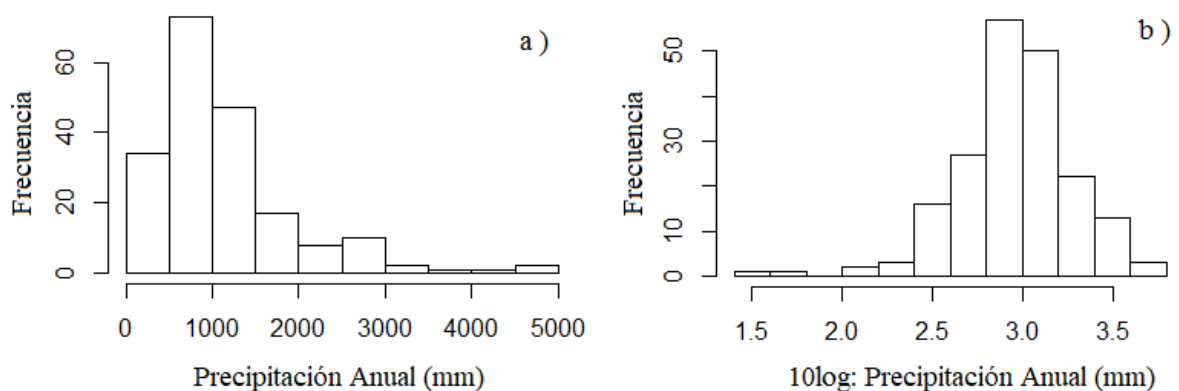 a )
Frecuencia
0 20 40 60
0 1000 2000 3000 4000 5000
Precipitación Anual (mm)
b )
Frecuencia
0 10 30 50
1.5 2.0 2.5 3.0 3.5
10log: Precipitación Anual (mm)